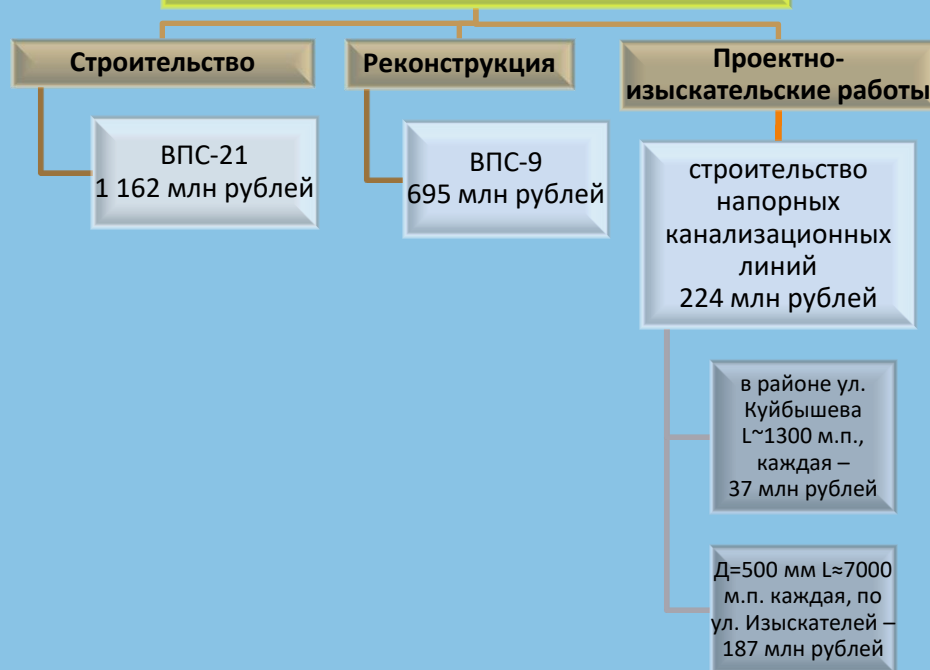 Строительство
Реконструкция
Проектно-
изыскательские работы
ВПС-21
1 162 млн рублей
ВПС-9
695 млн рублей
строительство
напорных
канализационных
линий
224 млн рублей
в районе ул.
Куйбышева
L~1300 м.п.,
каждая –
37 млн рублей
Д=500 мм L≈7000
м.п. каждая, по
ул. Изыскателей –
187 млн рублей